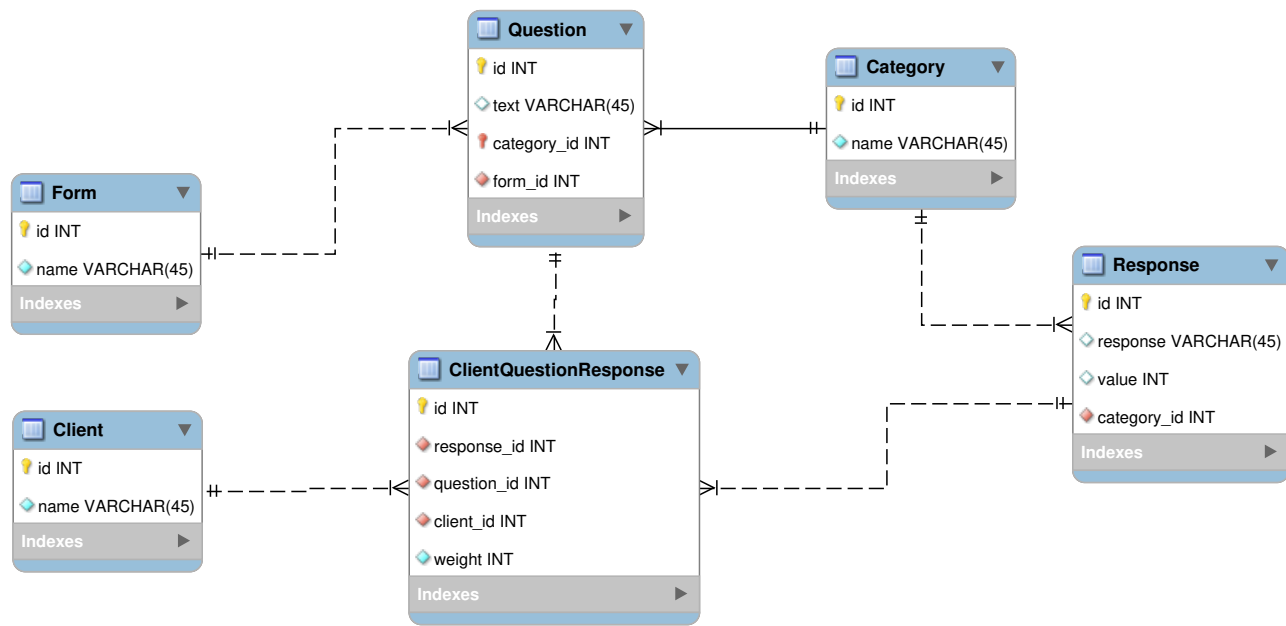 Question
id INT
text VARCHAR(45)
category_id INT
form_id INT
Indexes
Category
id INT
name VARCHAR(45)
Indexes
Form
id INT
name VARCHAR(45)
Indexes
Response
id INT
response VARCHAR(45)
value INT
category_id INT
Indexes
ClientQuestionResponse
id INT
response_id INT
question_id INT
client_id INT
weight INT
Indexes
Client
id INT
name VARCHAR(45)
Indexes